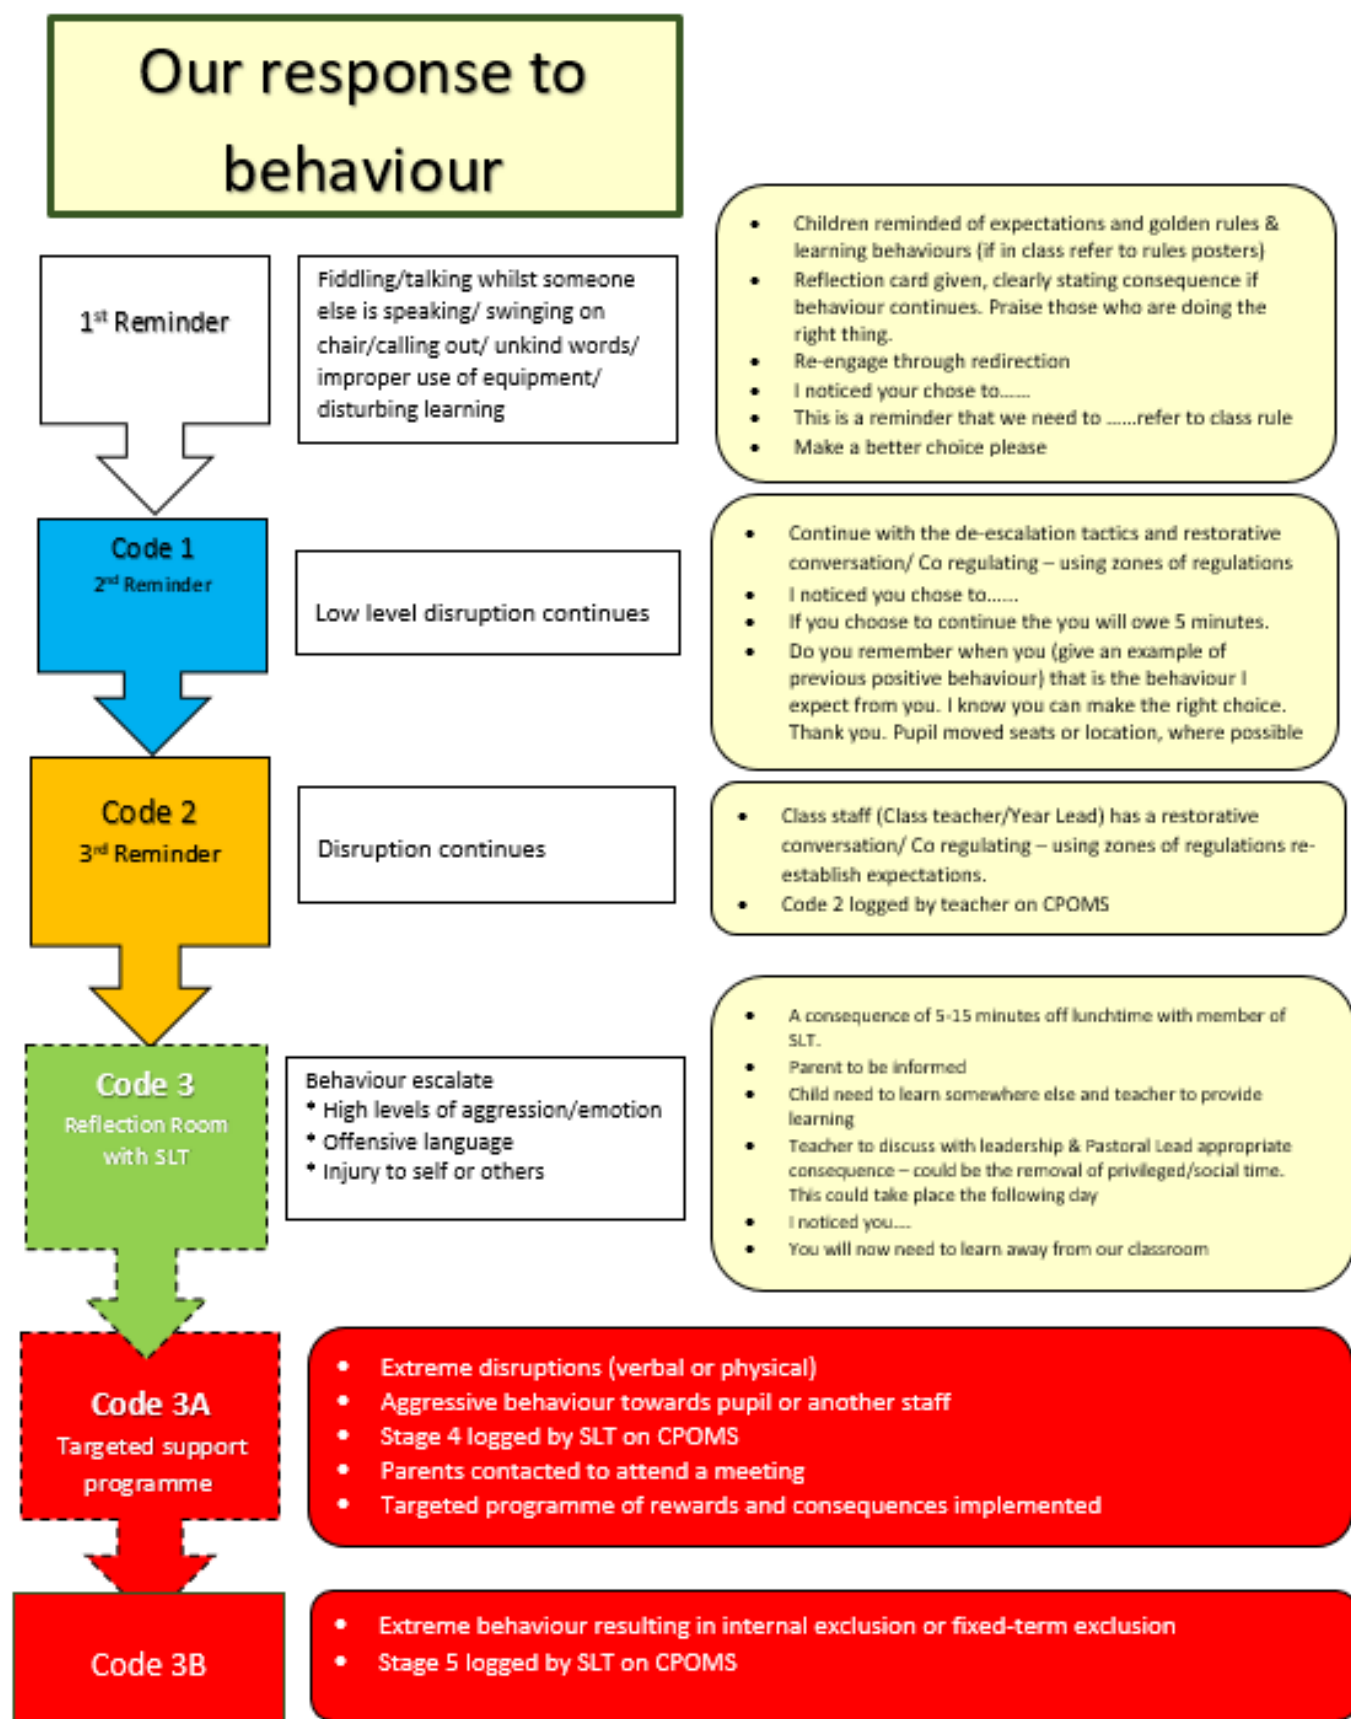 Our response to
behaviour
1st Reminder
Fiddling/talking whilst someone
else is speaking/ swinging on
chair/calling out/ unkind words/
improper use of equipment/
disturbing learning
• Children reminded of expectations and golden rules &
learning behaviours (if in class refer to rules posters)
• Reflection card given, clearly stating consequence if
behaviour continues. Praise those who are doing the
right thing.
• Re-engage through redirection
• I noticed your chose to......
• This is a reminder that we need to ......refer to class rule
• Make a better choice please
Code 1
2nd Reminder
Low level disruption continues
• Continue with the de-escalation tactics and restorative
conversation/ Co regulating – using zones of regulations
• I noticed you chose to......
• If you choose to continue the you will owe 5 minutes.
• Do you remember when you (give an example of
previous positive behaviour) that is the behaviour I
expect from you. I know you can make the right choice.
Thank you. Pupil moved seats or location, where possible
Code 2
3rd Reminder
Disruption continues
• Class staff (Class teacher/Year Lead) has a restorative
conversation/ Co regulating – using zones of regulations re-
establish expectations.
• Code 2 logged by teacher on CPOMS
Code 3
Reflection Room
with SLT
Behaviour escalate
* High levels of aggression/emotion
* Offensive language
* Injury to self or others
• A consequence of 5-15 minutes off lunchtime with member of
SLT.
• Parent to be informed
• Child need to learn somewhere else and teacher to provide
learning
• Teacher to discuss with leadership & Pastoral Lead appropriate
consequence – could be the removal of privileged/social time.
This could take place the following day
• I noticed you....
• You will now need to learn away from our classroom
Code 3A
Targeted support
programme
• Extreme disruptions (verbal or physical)
• Aggressive behaviour towards pupil or another staff
• Stage 4 logged by SLT on CPOMS
• Parents contacted to attend a meeting
• Targeted programme of rewards and consequences implemented
Code 3B
• Extreme behaviour resulting in internal exclusion or fixed-term exclusion
• Stage 5 logged by SLT on CPOMS